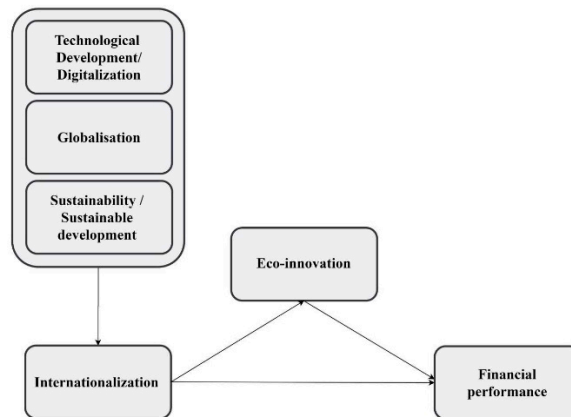 Technological
Development/
Digitalization
Globalisation
Sustainability /
Sustainable
development
Eco-innovation
Internationalization
Financial
performance